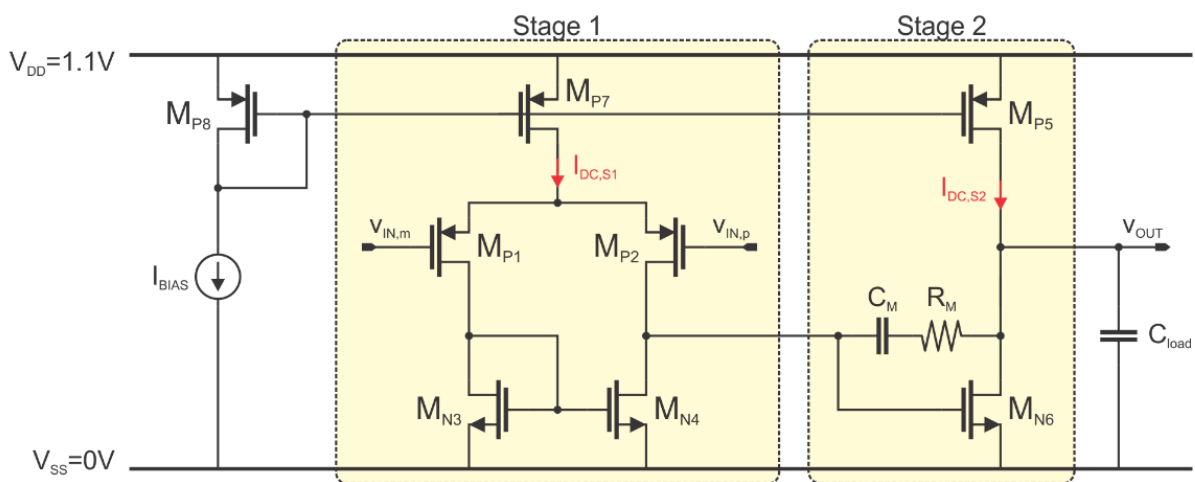 Stage 1
Stage 2
V_DD=1.1V
M_P8
M_P7
M_P5
I_DC,S1
I_DC,S2
v_IN,m
M_P1
M_P2
v_IN,p
v_OUT
I_BIAS
C_M
R_M
C_load
M_N3
M_N4
M_N6
V_SS=0V